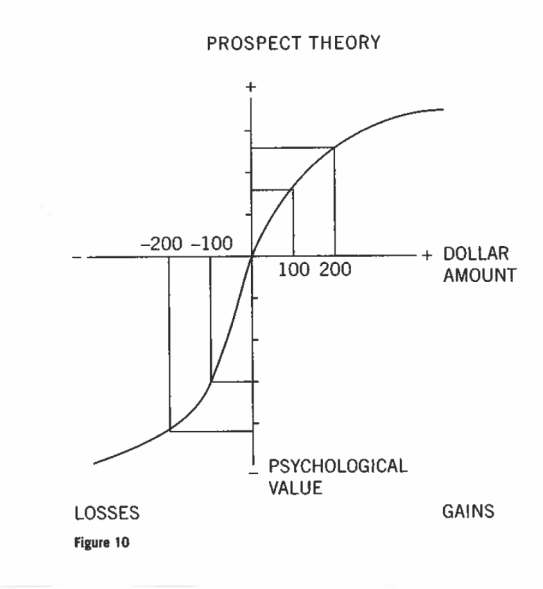 PROSPECT THEORY
+
–200 –100
– + DOLLAR
100 200 AMOUNT
– PSYCHOLOGICAL
VALUE
LOSSES GAINS
Figure 10